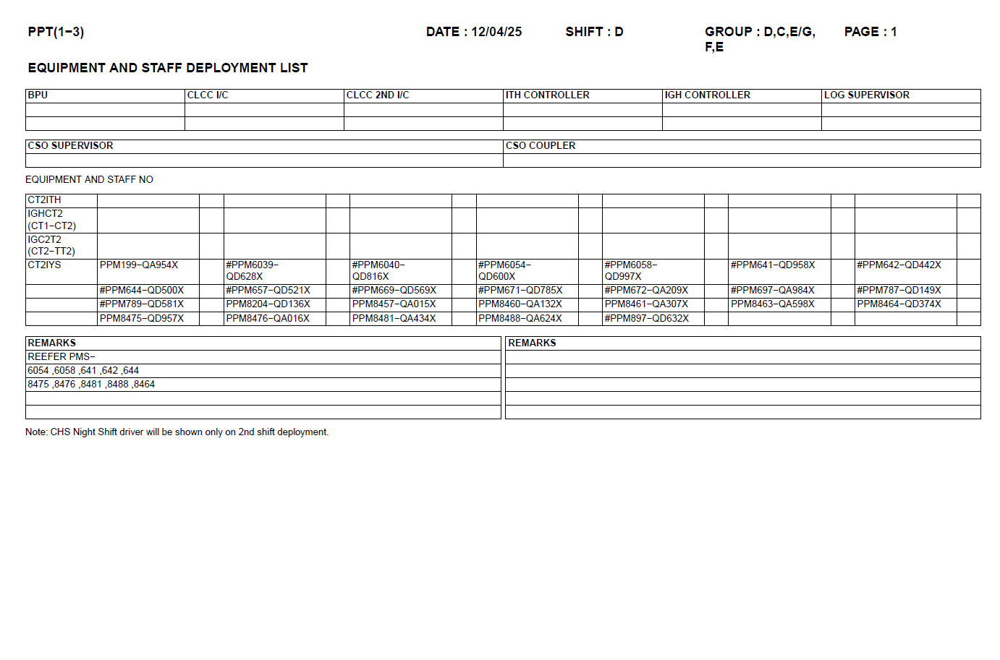 PPT(1−3) DATE : 12/04/25 SHIFT : D GROUP : D,C,E/G, PAGE : 1
F,E
EQUIPMENT AND STAFF DEPLOYMENT LIST
BPU CLCC I/C CLCC 2ND I/C ITH CONTROLLER IGH CONTROLLER LOG SUPERVISOR
CSO SUPERVISOR CSO COUPLER
EQUIPMENT AND STAFF NO
CT2ITH
IGHCT2
(CT1−CT2)
IGC2T2
(CT2−TT2)
CT2IYS PPM199−QA954X #PPM6039− #PPM6040− #PPM6054− #PPM6058− #PPM641−QD958X #PPM642−QD442X
QD628X QD816X QD600X QD997X
#PPM644−QD500X #PPM657−QD521X #PPM669−QD569X #PPM671−QD785X #PPM672−QA209X #PPM697−QA984X #PPM787−QD149X
#PPM789−QD581X PPM8204−QD136X PPM8457−QA015X PPM8460−QA132X PPM8461−QA307X PPM8463−QA598X PPM8464−QD374X
PPM8475−QD957X PPM8476−QA016X PPM8481−QA434X PPM8488−QA624X #PPM897−QD632X
REMARKS REMARKS
REEFER PMS−
6054 ,6058 ,641 ,642 ,644
8475 ,8476 ,8481 ,8488 ,8464
Note: CHS Night Shift driver will be shown only on 2nd shift deployment.